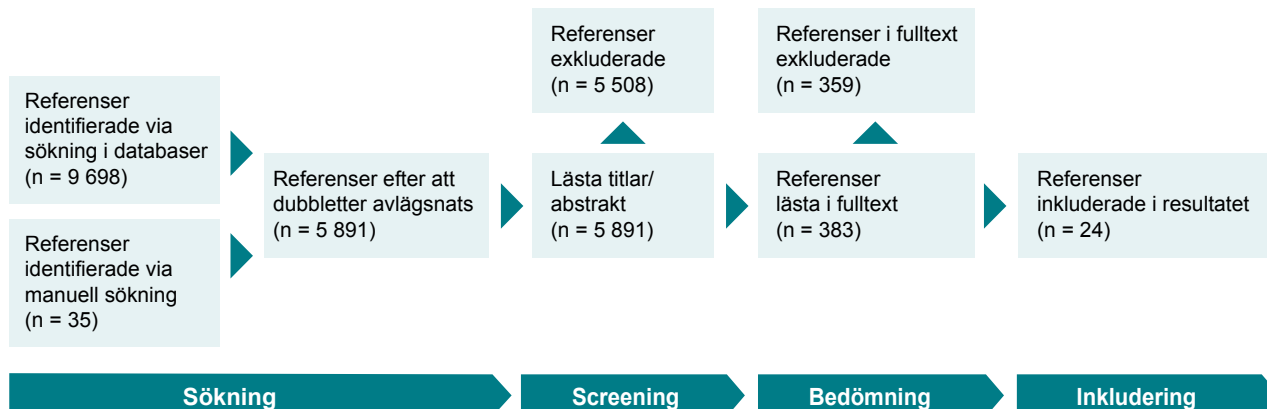 Referenser
identifierade via
sökning i databaser
(n = 9 698)
Referenser
identifierade via
manuell sökning
(n = 35)
Referenser efter att
dubbletter avlägsnats
(n = 5 891)
Referenser
exkluderade
(n = 5 508)
Lästa titlar/
abstrakt
(n = 5 891)
Referenser i fulltext
exkluderade
(n = 359)
Referenser
lästa i fulltext
(n = 383)
Referenser
inkluderade i resultatet
(n = 24)
Sökning
Screening
Bedömning
Inkludering